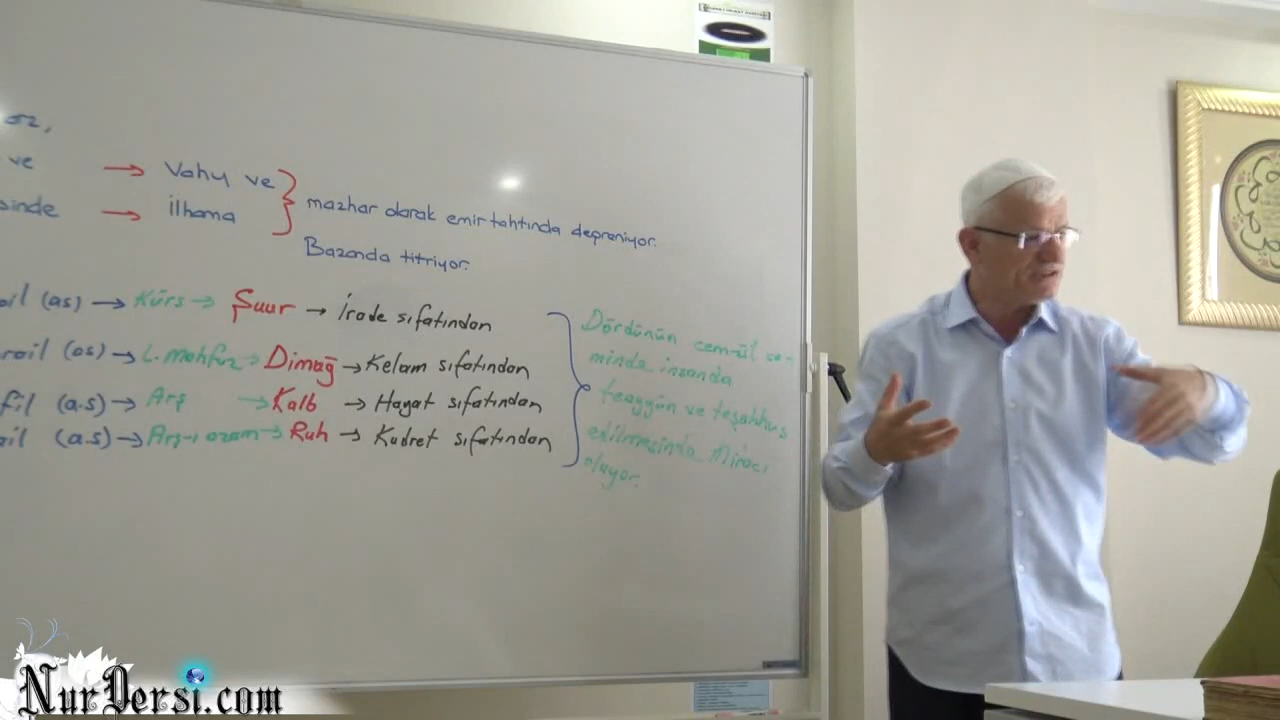 öz,
ve → Vahy ve
sinde → İlhama
mazhar olarak emir tahtında depreniyor.
Bazanda titriyor.
ail (as) → Kürs → Şuur → İrade sıfatından
rail (as) → L. mahfuz → Dimağ → Kelam sıfatından
fil (a.s) → Arş → Kalb → Hayat sıfatından
ail (a.s) → Arş-ı azam → Ruh → Kudret sıfatından
Dördünün cem-ül ce-
minde insanda
teayyün ve teşahhus
edilmesinde Miracı
oluyor.
NurDersi.com